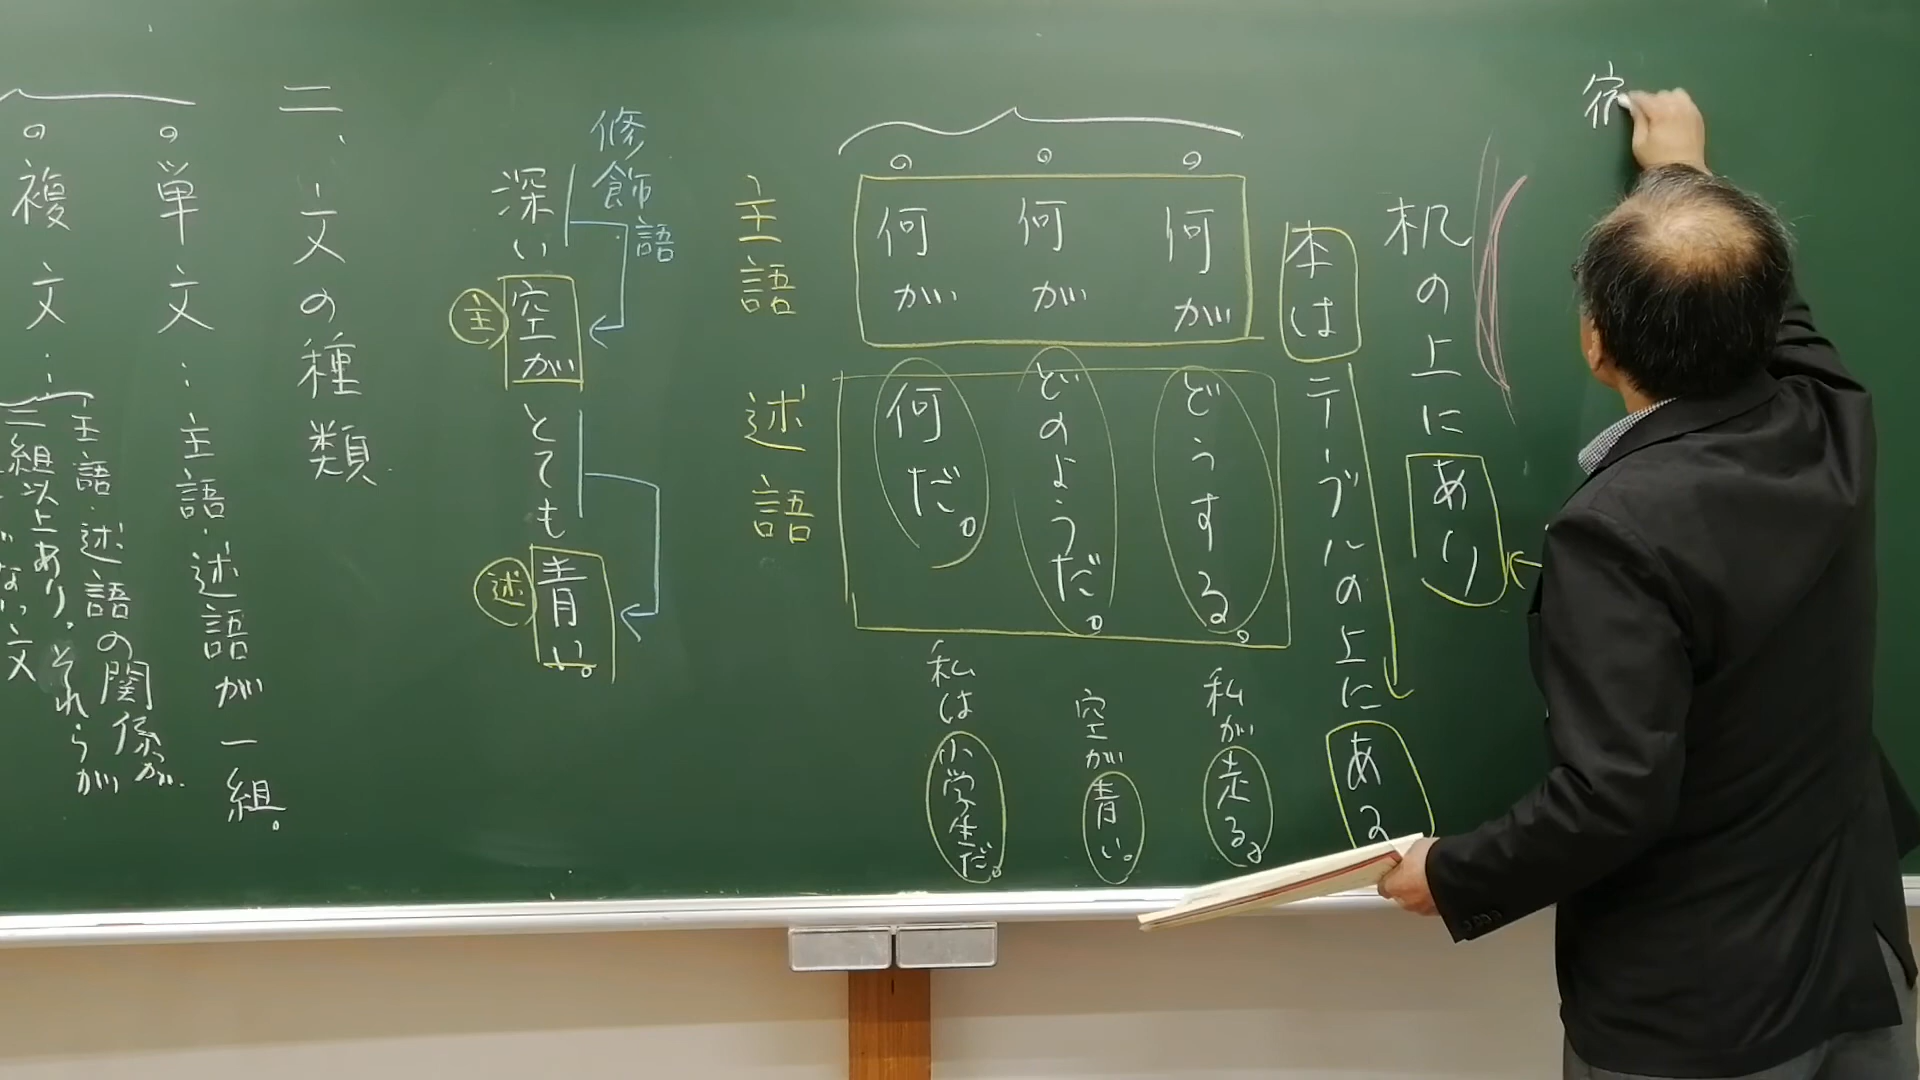 宿
机の上にあり
本はテーブルの上にある
何が どうする。
私が走る。
何が どのようだ。
空が青い。
何が 何だ。
私は小学生だ。
主語 述語
修飾語
深い空がとても青い。
主
述
二、文の種類
。単文…主語・述語が一組。
。複文…
主語・述語の関係が
二組以上あり。それらが